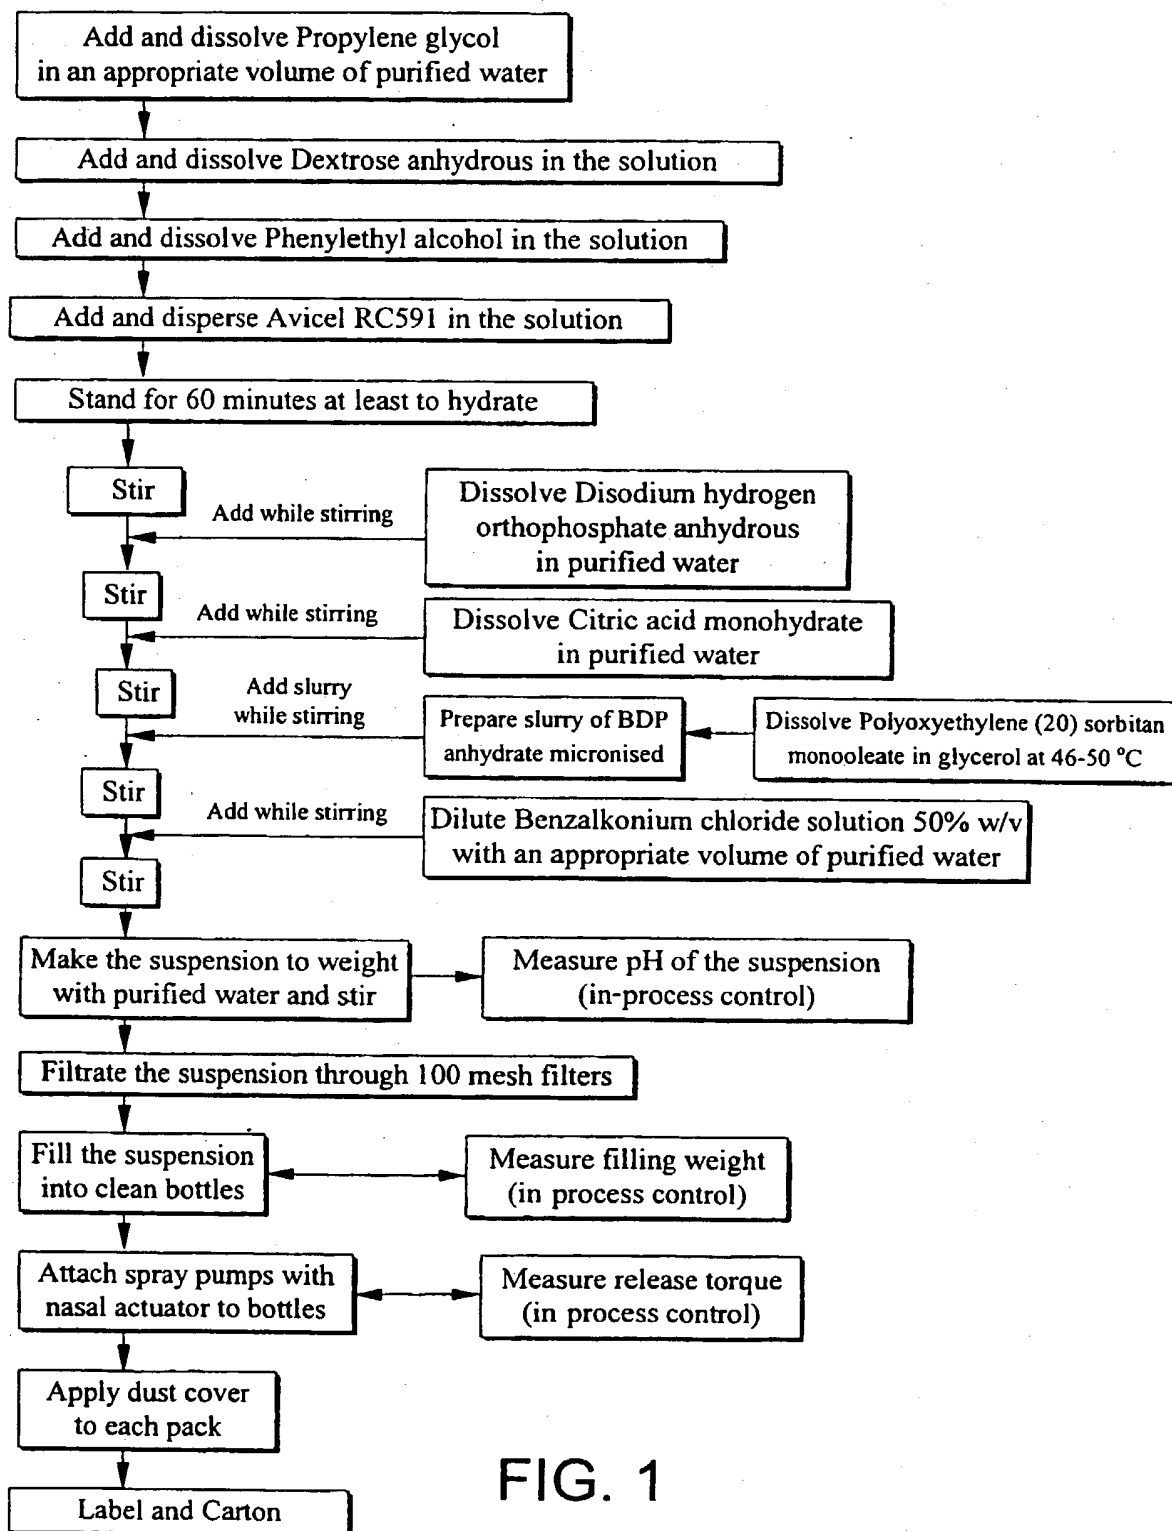 Add and dissolve Propylene glycol
in an appropriate volume of purified water
Add and dissolve Dextrose anhydrous in the solution
Add and dissolve Phenylethyl alcohol in the solution
Add and disperse Avicel RC591 in the solution
Stand for 60 minutes at least to hydrate
Stir
Add while stirring
Dissolve Disodium hydrogen
orthophosphate anhydrous
in purified water
Stir
Add while stirring
Dissolve Citric acid monohydrate
in purified water
Stir
Add slurry
while stirring
Prepare slurry of BDP
anhydrate micronised
Dissolve Polyoxyethylene (20) sorbitan
monooleate in glycerol at 46-50 °C
Stir
Add while stirring
Dilute Benzalkonium chloride solution 50% w/v
with an appropriate volume of purified water
Stir
Make the suspension to weight
with purified water and stir
Measure pH of the suspension
(in-process control)
Filtrate the suspension through 100 mesh filters
Fill the suspension
into clean bottles
Measure filling weight
(in process control)
Attach spray pumps with
nasal actuator to bottles
Measure release torque
(in process control)
Apply dust cover
to each pack
Label and Carton
FIG. 1